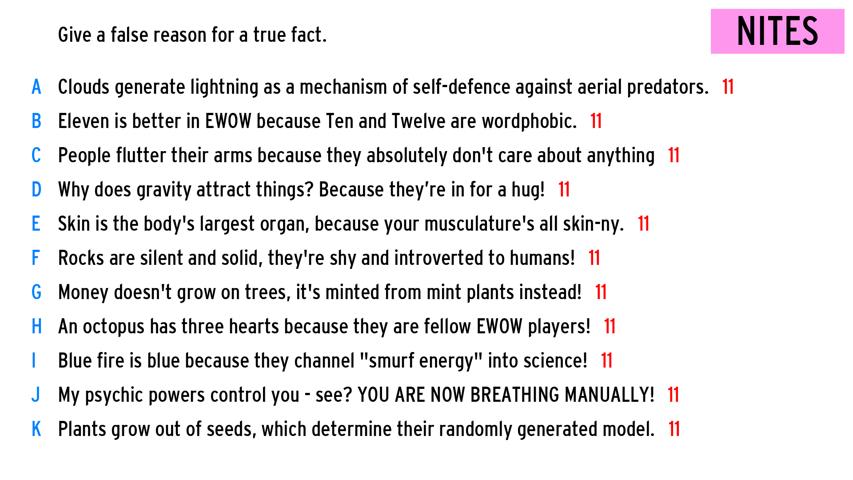 Give a false reason for a true fact.
NITES
A Clouds generate lightning as a mechanism of self-defence against aerial predators. 11
B Eleven is better in EWOW because Ten and Twelve are wordphobic. 11
C People flutter their arms because they absolutely don't care about anything 11
D Why does gravity attract things? Because they’re in for a hug! 11
E Skin is the body's largest organ, because your musculature's all skin-ny. 11
F Rocks are silent and solid, they're shy and introverted to humans! 11
G Money doesn't grow on trees, it's minted from mint plants instead! 11
H An octopus has three hearts because they are fellow EWOW players! 11
I Blue fire is blue because they channel "smurf energy" into science! 11
J My psychic powers control you - see? YOU ARE NOW BREATHING MANUALLY! 11
K Plants grow out of seeds, which determine their randomly generated model. 11